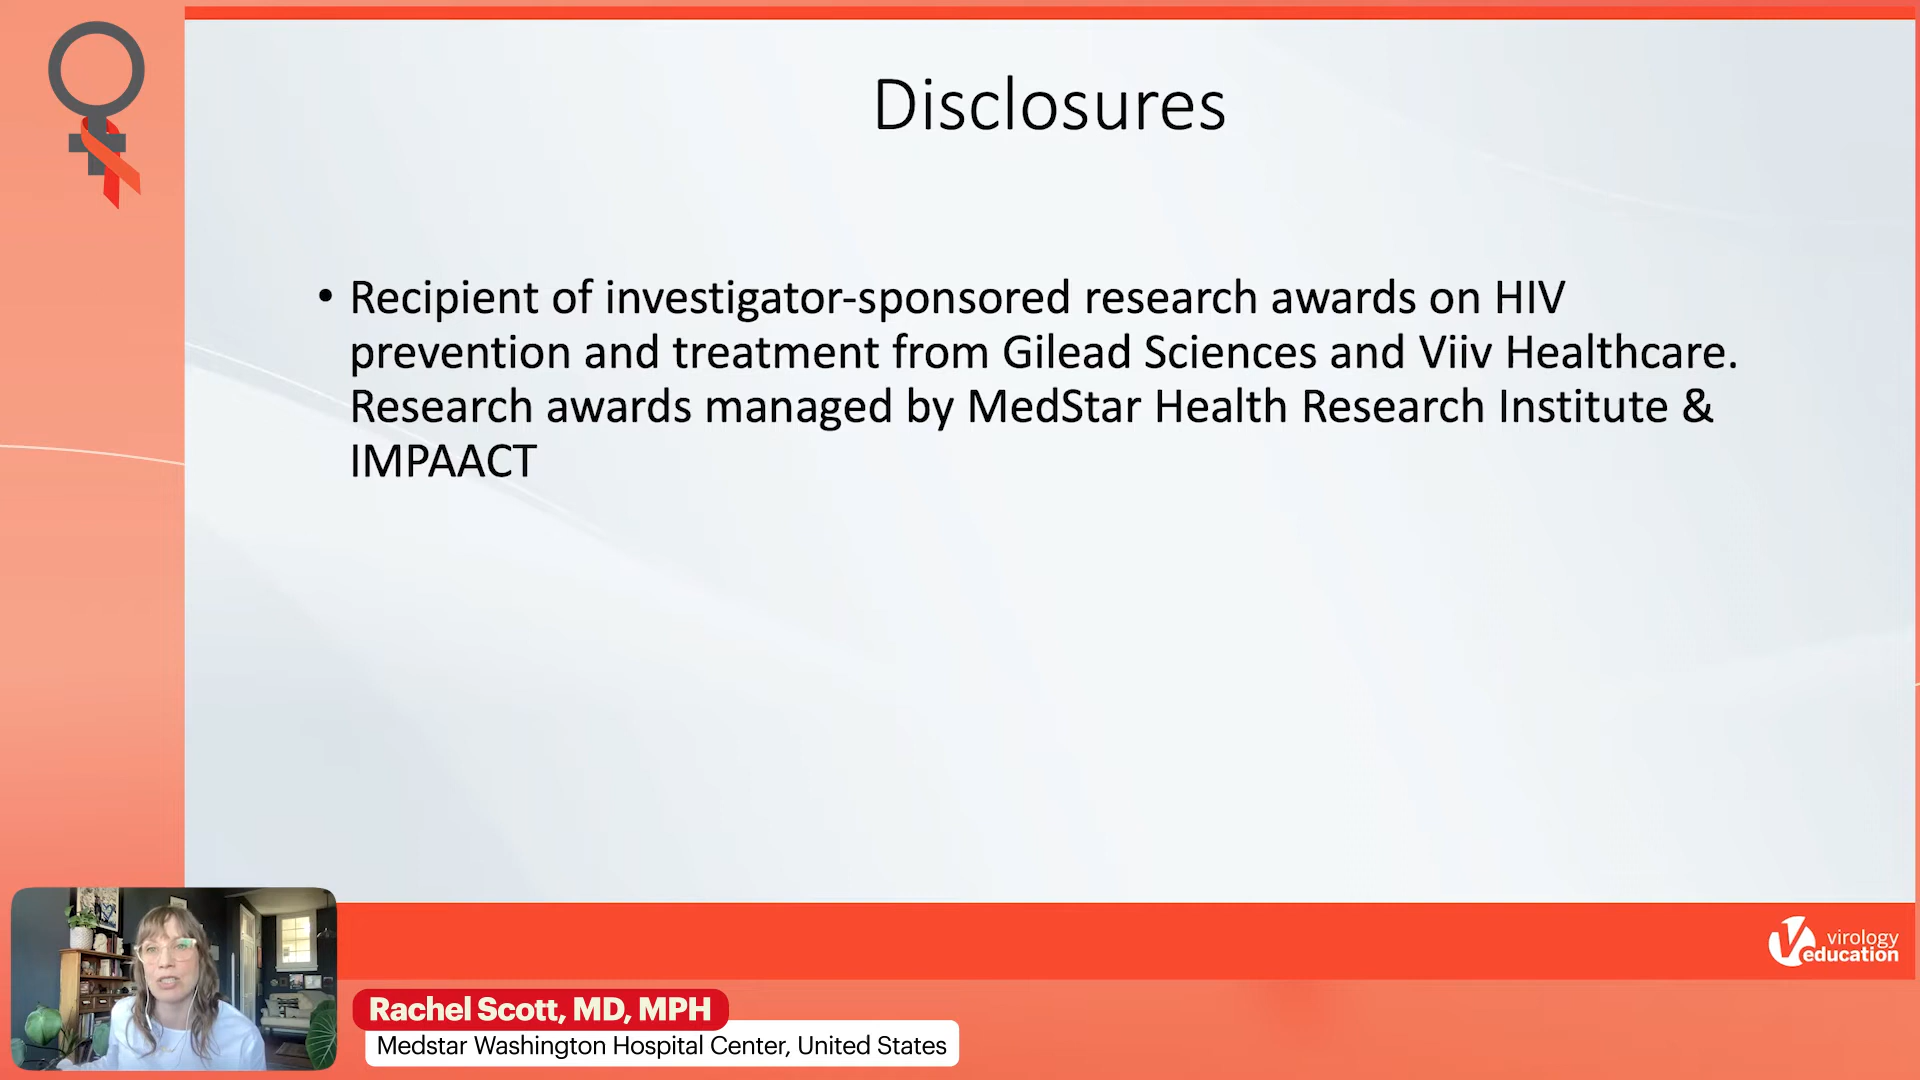 Disclosures
• Recipient of investigator-sponsored research awards on HIV
prevention and treatment from Gilead Sciences and Viiv Healthcare.
Research awards managed by MedStar Health Research Institute &
IMPAACT
virology
education
Rachel Scott, MD, MPH
Medstar Washington Hospital Center, United States